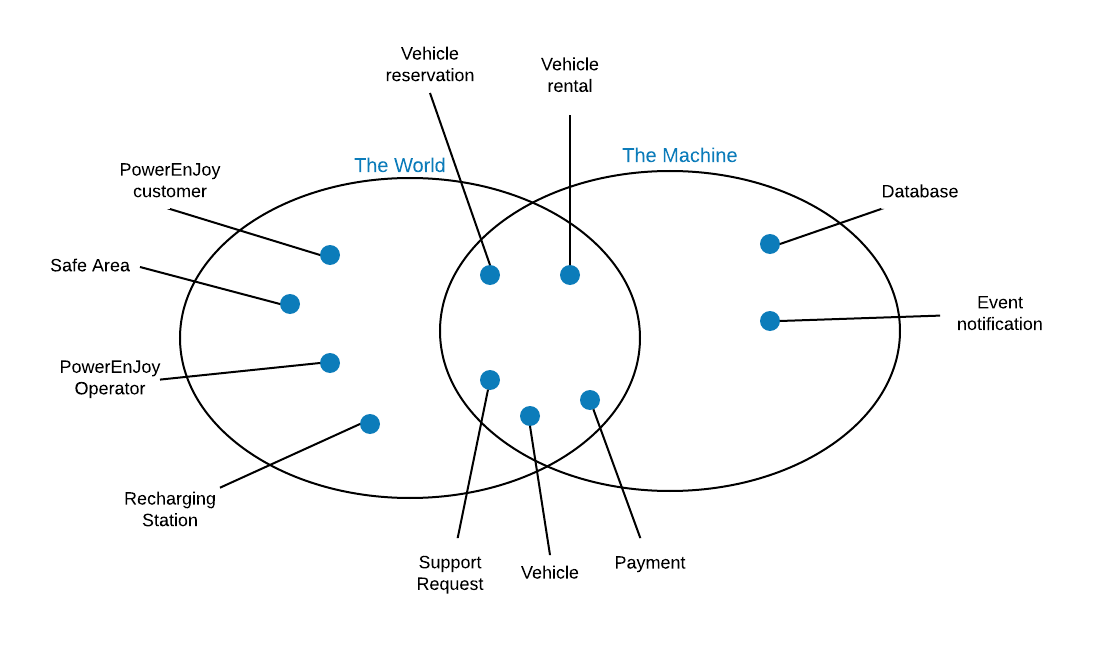 Vehicle
reservation
Vehicle
rental
The World
The Machine
PowerEnJoy
customer
Database
Safe Area
Event
notification
PowerEnJoy
Operator
Recharging
Station
Support
Request
Vehicle
Payment